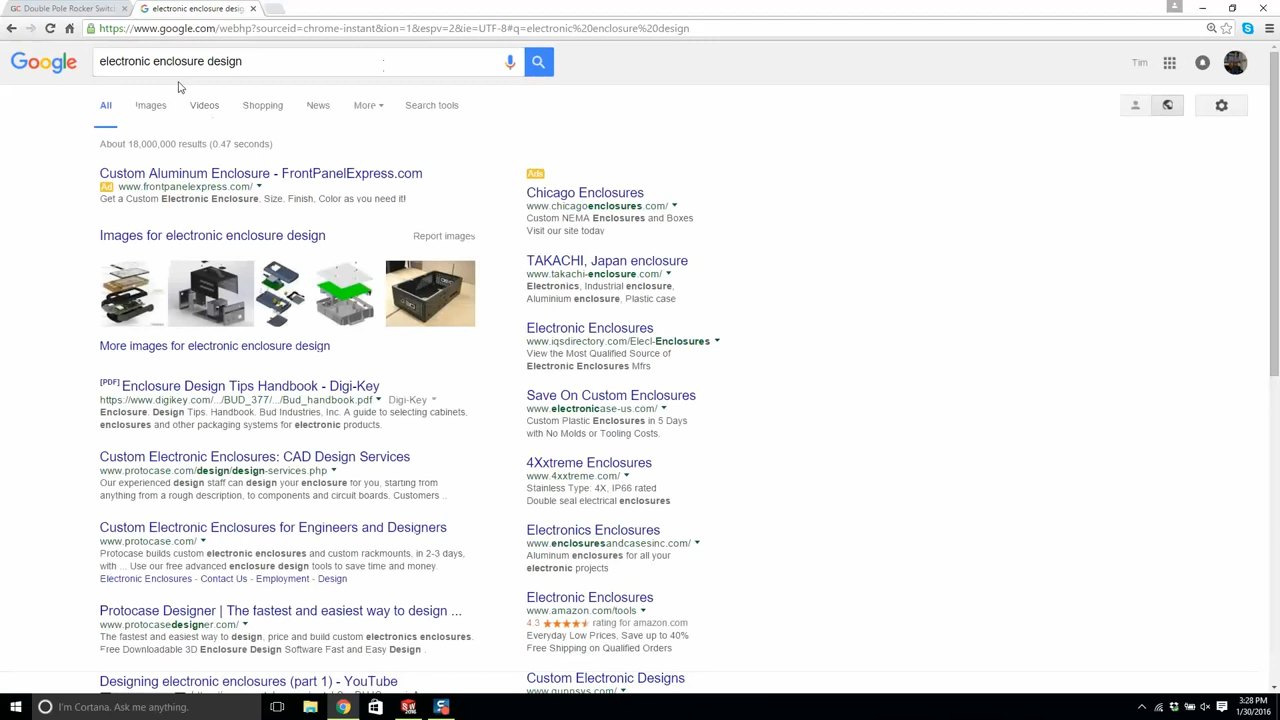 GC Double Pole Rocker Switc
electronic enclosure desig
https://www.google.com/webhp?sourceid=chrome-instant&ion=1&espv=2&ie=UTF-8#q=electronic%20enclosure%20design
Google
electronic enclosure design
Tim
All Images Videos Shopping News More Search tools
About 18,000,000 results (0.47 seconds)
Custom Aluminum Enclosure - FrontPanelExpress.com
Ad www.frontpanelexpress.com/
Get a Custom Electronic Enclosure. Size, Finish, Color as you need it!
Images for electronic enclosure design Report images
More images for electronic enclosure design
[PDF] Enclosure Design Tips Handbook - Digi-Key
https://www.digikey.com/.../BUD_377/.../Bud_handbook.pdf Digi-Key
Enclosure. Design Tips. Handbook. Bud Industries, Inc. A guide to selecting cabinets,
enclosures and other packaging systems for electronic products.
Custom Electronic Enclosures: CAD Design Services
www.protocase.com/design/design-services.php
Our experienced design staff can design your enclosure for you, starting from
anything from a rough description, to components and circuit boards. Customers ..
Custom Electronic Enclosures for Engineers and Designers
www.protocase.com/
Protocase builds custom electronic enclosures and custom rackmounts, in 2-3 days,
with ... Use our free advanced enclosure design tools to save time and money.
Electronic Enclosures - Contact Us - Employment - Design
Protocase Designer | The fastest and easiest way to design ...
www.protocasedesigner.com/
The fastest and easiest way to design, price and build custom electronics enclosures.
Free Downloadable 3D Enclosure Design Software Fast and Easy Design .
Designing electronic enclosures (part 1) - YouTube
Ads
Chicago Enclosures
www.chicagoenclosures.com/
Custom NEMA Enclosures and Boxes
Visit our site today
TAKACHI, Japan enclosure
www.takachi-enclosure.com/
Electronics, Industrial enclosure,
Aluminium enclosure, Plastic case
Electronic Enclosures
www.iqsdirectory.com/Elecl-Enclosures
View the Most Qualified Source of
Electronic Enclosures Mfrs
Save On Custom Enclosures
www.electronicase-us.com/
Custom Plastic Enclosures in 5 Days
with No Molds or Tooling Costs.
4Xxtreme Enclosures
www.4xxtreme.com/
Stainless Type: 4X, IP66 rated
Double seal electrical enclosures
Electronics Enclosures
www.enclosuresandcasesinc.com/
Aluminum enclosures for all your
electronic projects
Electronic Enclosures
www.amazon.com/tools
4.3 rating for amazon.com
Everyday Low Prices, Save up to 40%
Free Shipping on Qualified Orders
Custom Electronic Designs
www.gunnsys.com/
I'm Cortana. Ask me anything.
3:28 PM
1/30/2016